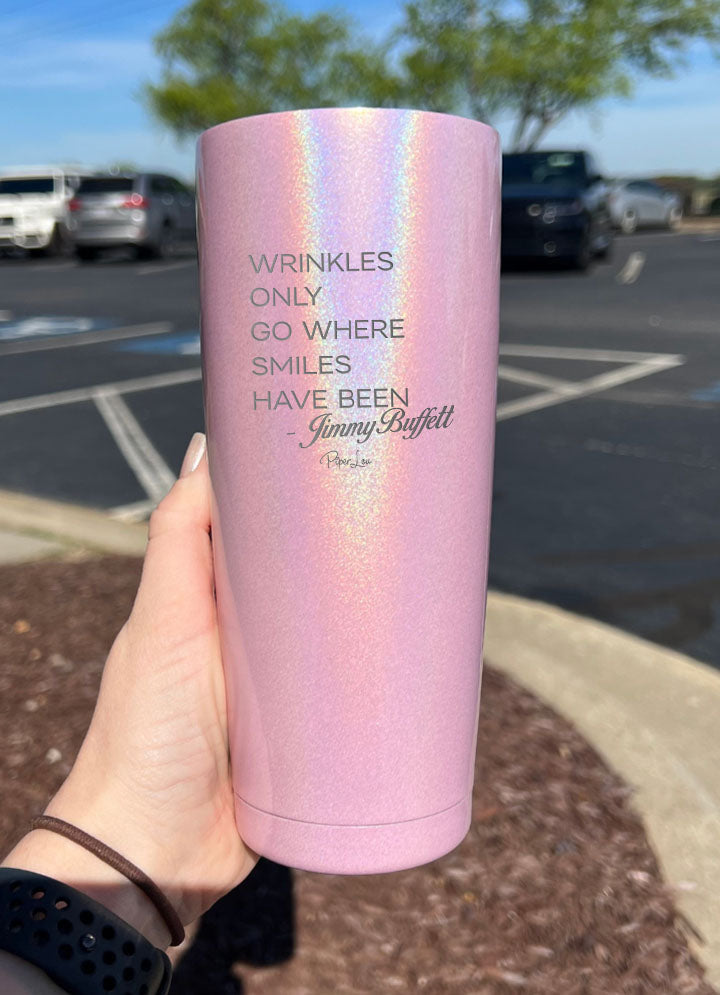 WRINKLES
ONLY
GO WHERE
SMILES
HAVE BEEN
- Jimmy Buffett
Piper Lou